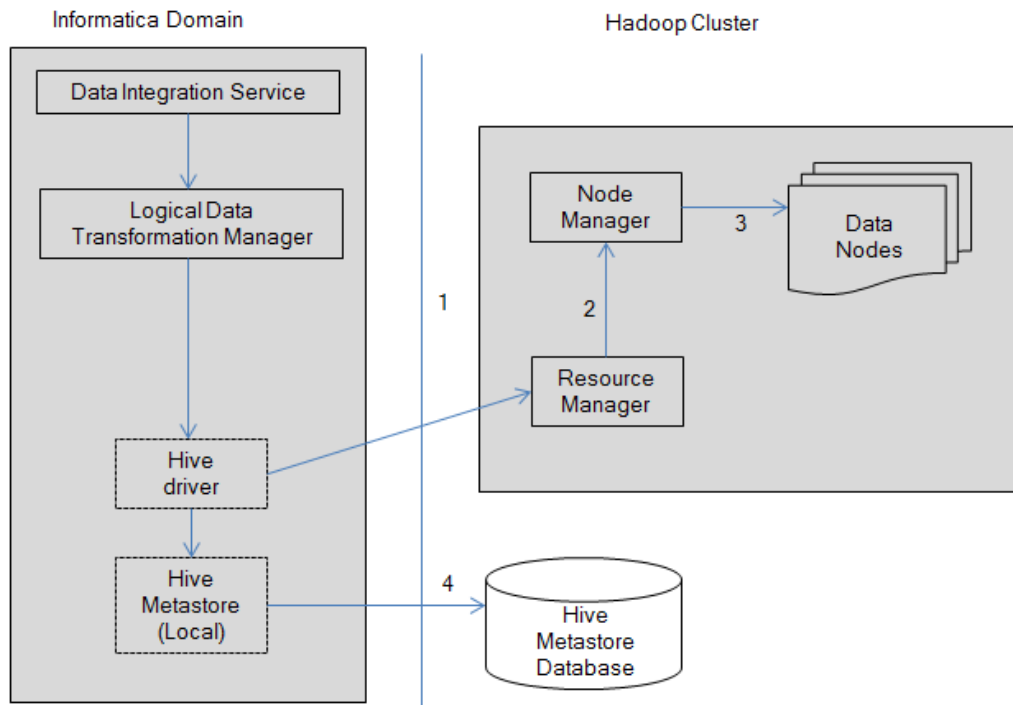 Informatica Domain
Hadoop Cluster
Data Integration Service
Logical Data
Transformation Manager
Hive
driver
Hive
Metastore
(Local)
1
Node
Manager
3
Data
Nodes
2
Resource
Manager
4
Hive
Metastore
Database